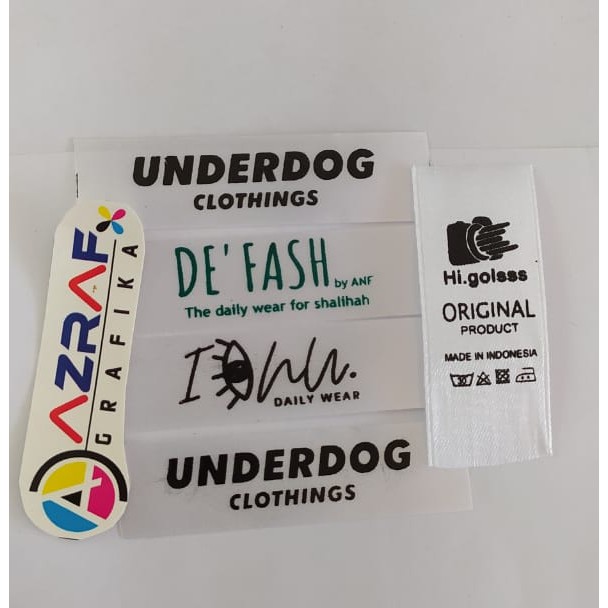 UNDERDOG
CLOTHINGS
DE'FASH
by ANF
The daily wear for shalihah
DAILY WEAR
UNDERDOG
CLOTHINGS
AZRAF
GRAFIKA
Hi.golsss
ORIGINAL
PRODUCT
MADE IN INDONESIA